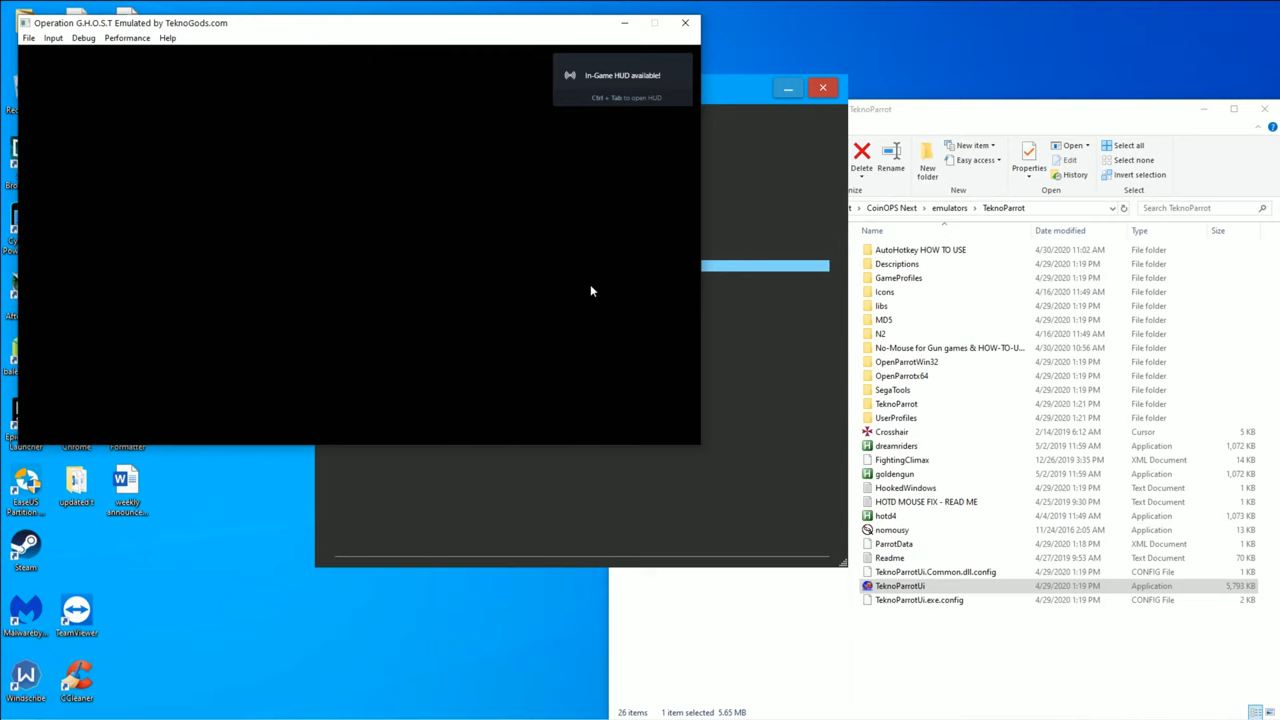 Operation G.H.O.S.T Emulated by TeknoGods.com
File Input Debug Performance Help
In-Game HUD available!
Ctrl + Tab to open HUD
Launcher
Chrome
Formatter
EaseUS
Partition ...
updated t
weekly
announce...
Steam
Malwareby...
TeamViewer
Windscribe
CCleaner
TeknoParrot
Delete
Rename
New
folder
New item
Easy access
Properties
Open
Edit
History
Select all
Select none
Invert selection
nize
New
Open
Select
t > CoinOPS Next > emulators > TeknoParrot
Search TeknoParrot
Name Date modified Type Size
AutoHotkey HOW TO USE 4/30/2020 11:02 AM File folder
Descriptions 4/29/2020 1:19 PM File folder
GameProfiles 4/29/2020 1:19 PM File folder
Icons 4/16/2020 11:49 AM File folder
libs 4/29/2020 1:19 PM File folder
MD5 4/29/2020 1:19 PM File folder
N2 4/16/2020 11:49 AM File folder
No-Mouse for Gun games & HOW-TO-U... 4/30/2020 10:56 AM File folder
OpenParrotWin32 4/29/2020 1:19 PM File folder
OpenParrotx64 4/29/2020 1:19 PM File folder
SegaTools 4/29/2020 1:19 PM File folder
TeknoParrot 4/29/2020 1:21 PM File folder
UserProfiles 4/29/2020 1:21 PM File folder
Crosshair 2/14/2019 6:12 AM Cursor 5 KB
dreamriders 5/2/2019 11:59 AM Application 1,072 KB
FightingClimax 12/26/2019 3:35 PM XML Document 14 KB
goldengun 5/2/2019 11:59 AM Application 1,072 KB
HookedWindows 4/29/2020 1:19 PM Text Document 1 KB
HOTD MOUSE FIX - READ ME 4/25/2019 9:30 PM Text Document 1 KB
hotd4 4/4/2019 11:49 AM Application 1,073 KB
nomousy 11/24/2016 2:05 AM Application 13 KB
ParrotData 4/29/2020 1:18 PM XML Document 1 KB
Readme 4/27/2019 9:53 AM Text Document 70 KB
TeknoParrotUi.Common.dll.config 4/29/2020 1:19 PM CONFIG File 1 KB
TeknoParrotUi 4/29/2020 1:19 PM Application 5,793 KB
TeknoParrotUi.exe.config 4/29/2020 1:19 PM CONFIG File 2 KB
26 items 1 item selected 5.65 MB